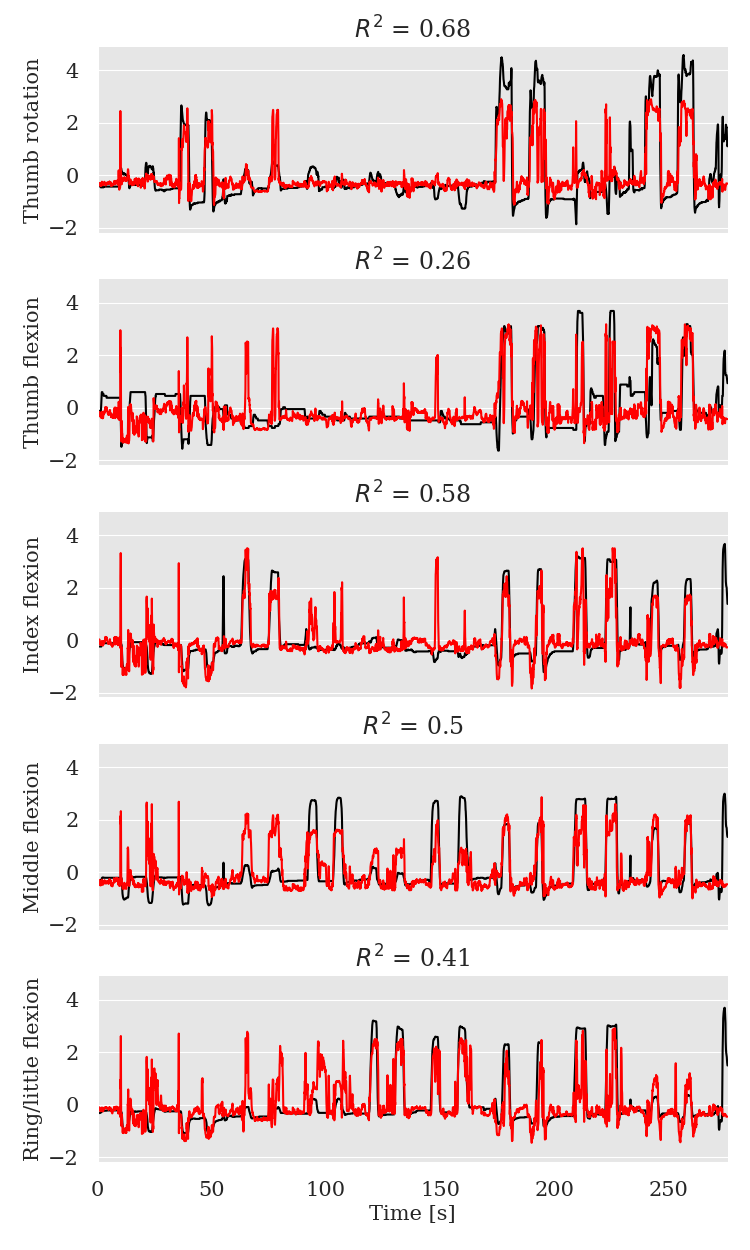 R² = 0.68
Thumb rotation
4
2
0
−2
R² = 0.26
Thumb flexion
4
2
0
−2
R² = 0.58
Index flexion
4
2
0
−2
R² = 0.5
Middle flexion
4
2
0
−2
R² = 0.41
Ring/little flexion
4
2
0
−2
0 50 100 150 200 250
Time [s]